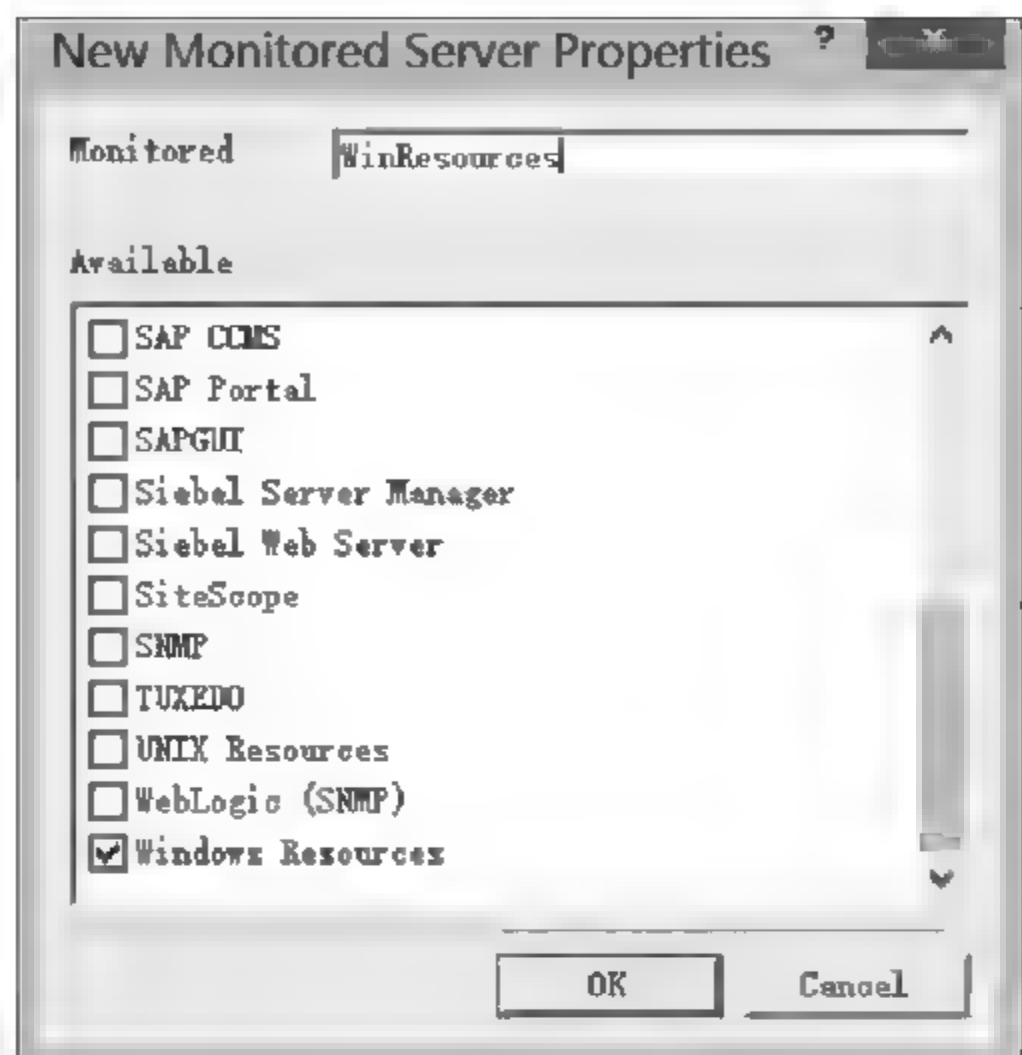 New Monitored Server Properties ?
Monitored WinResources
Available
SAP CCMS
SAP Portal
SAPGUI
Siebel Server Manager
Siebel Web Server
SiteScope
SNMP
TUXEDO
UNIX Resources
WebLogic (SNMP)
Windows Resources
OK Cancel